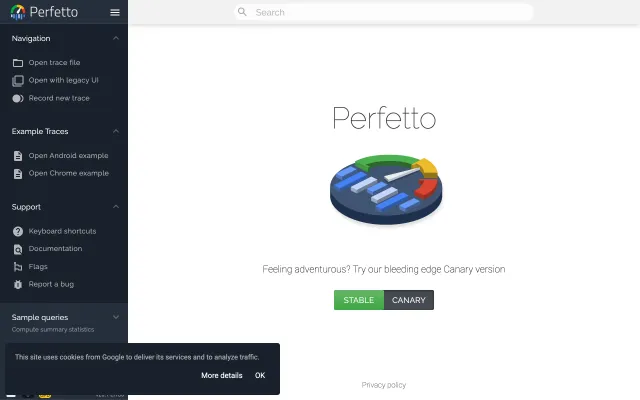 Perfetto
Search
Navigation
Open trace file
Open with legacy UI
Record new trace
Example Traces
Open Android example
Open Chrome example
Support
Keyboard shortcuts
Documentation
Flags
Report a bug
Sample queries
Compute summary statistics
Perfetto
Feeling adventurous? Try our bleeding edge Canary version
STABLE
CANARY
This site uses cookies from Google to deliver its services and to analyze traffic.
More details
OK
Privacy policy